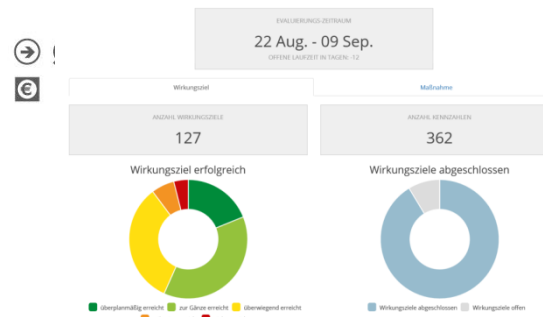 EVALUIERUNGS-ZEITRAUM
22 Aug. - 09 Sep.
OFFENE LAUFZEIT IN TAGEN: -12
Wirkungsziel
Maßnahme
ANZAHL WIRKUNGSZIELE
127
ANZAHL KENNZAHLEN
362
Wirkungsziel erfolgreich
Wirkungsziele abgeschlossen
überplanmäßig erreicht zur Gänze erreicht überwiegend erreicht
Wirkungsziele abgeschlossen Wirkungsziele offen